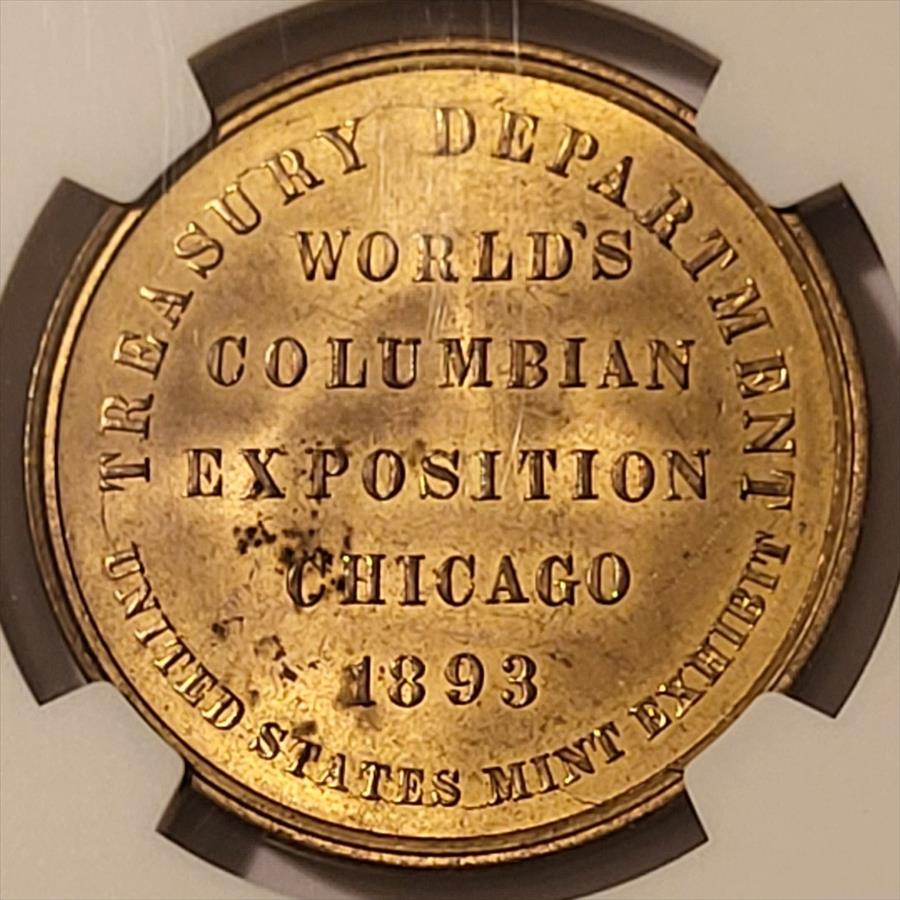 TREASURY DEPARTMENT
WORLD'S
COLUMBIAN
EXPOSITION
CHICAGO
1893
UNITED STATES MINT EXHIBIT